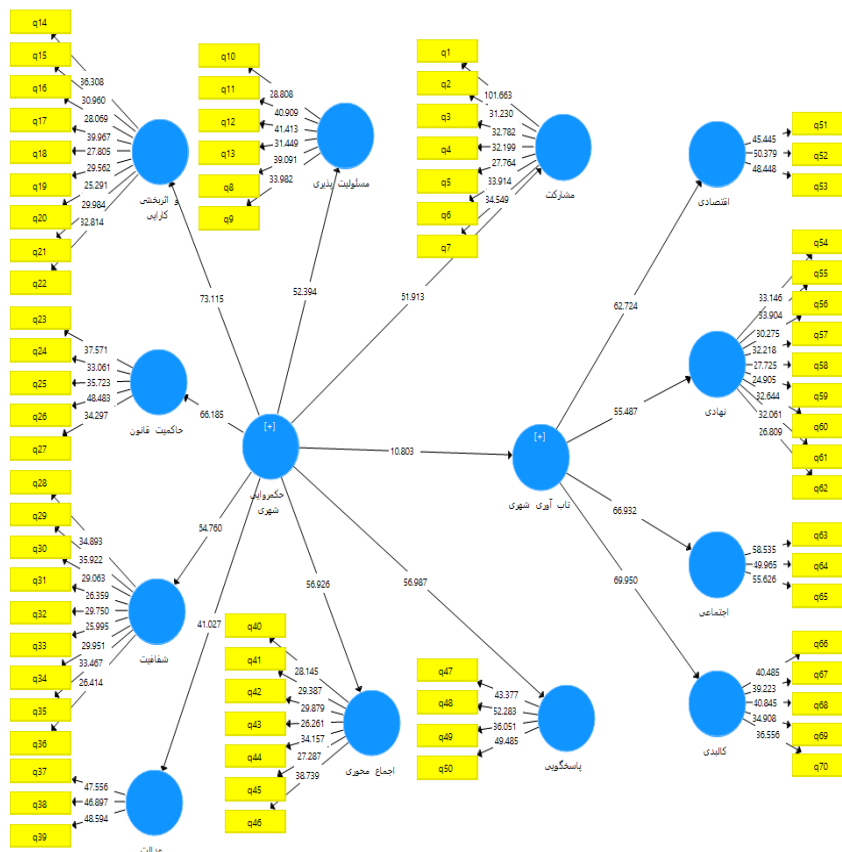 q14
q15
q16
q17
q18
q19
q20
q21
q22
36.308
30.960
28.069
39.967
27.805
29.562
25.291
29.984
32.814
کارایی و اثربخشی
q10
q11
q12
q13
q8
q9
28.808
40.909
41.413
31.449
39.091
33.982
مسئولیت پذیری
q1
q2
q3
q4
q5
q6
q7
101.663
31.230
32.782
32.199
27.764
33.914
34.549
مشارکت
q51
q52
q53
45.445
50.379
48.448
اقتصادی
q54
q55
q56
q57
q58
q59
q60
q61
q62
33.146
33.904
30.275
32.218
27.725
24.905
32.644
32.061
26.809
نهادی
73.115
52.394
51.913
62.724
55.487
q23
q24
q25
q26
q27
37.571
33.061
35.723
48.483
34.297
حاکمیت قانون
66.185
[+]
حکمروایی
شهری
10.803
[+]
تاب آوری شهری
66.932
69.950
q63
q64
q65
58.535
49.965
55.626
اجتماعی
q28
q29
q30
q31
q32
q33
q34
q35
q36
34.893
35.922
29.063
26.359
29.750
25.995
29.951
33.467
26.414
شفافیت
54.760
41.027
56.926
56.987
q40
q41
q42
q43
q44
q45
q46
28.145
29.387
29.879
26.261
34.157
27.287
38.739
اجماع محوری
q47
q48
q49
q50
43.377
52.283
36.051
49.485
پاسخگویی
q66
q67
q68
q69
q70
40.485
39.223
40.845
34.908
36.556
کالبدی
q37
q38
q39
47.556
46.897
48.594
عدالت